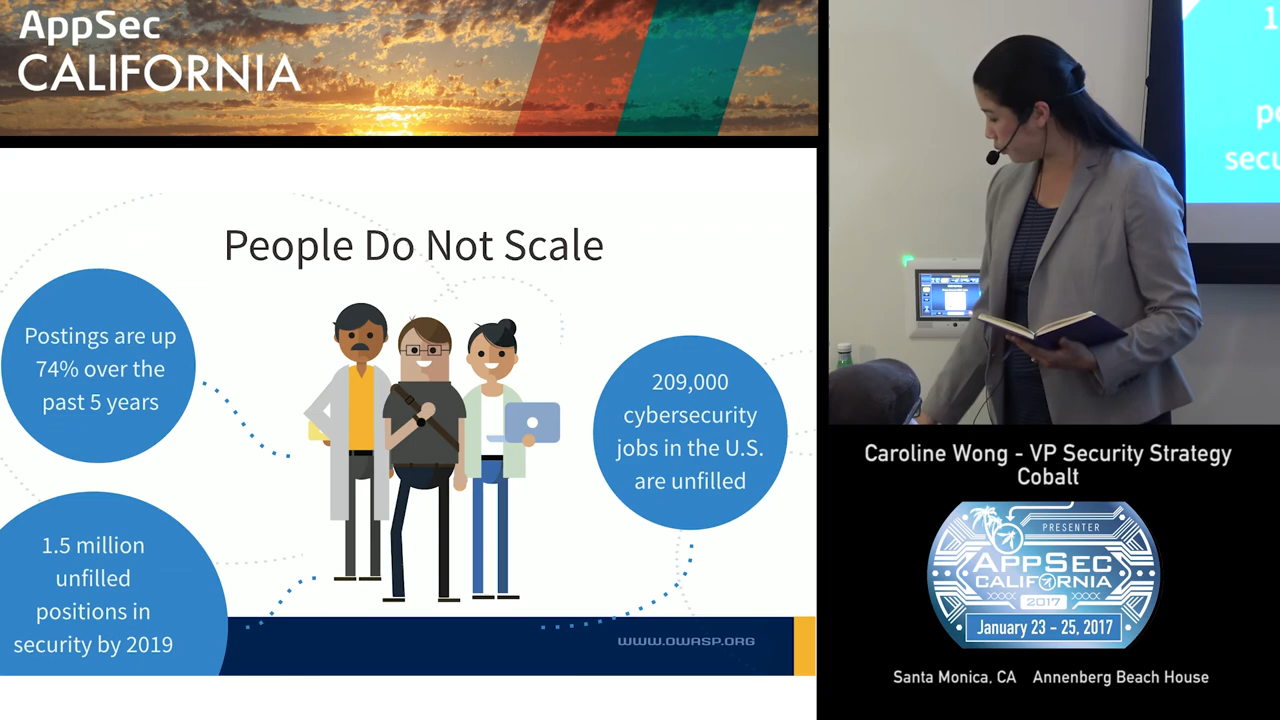 AppSec
CALIFORNIA
People Do Not Scale
Postings are up
74% over the
past 5 years
209,000
cybersecurity
jobs in the U.S.
are unfilled
1.5 million
unfilled
positions in
security by 2019
WWW.OWASP.ORG
Caroline Wong - VP Security Strategy
Cobalt
PRESENTER
APPSEC
CALIFORNIA
2017
January 23 - 25, 2017
Santa Monica, CA Annenberg Beach House